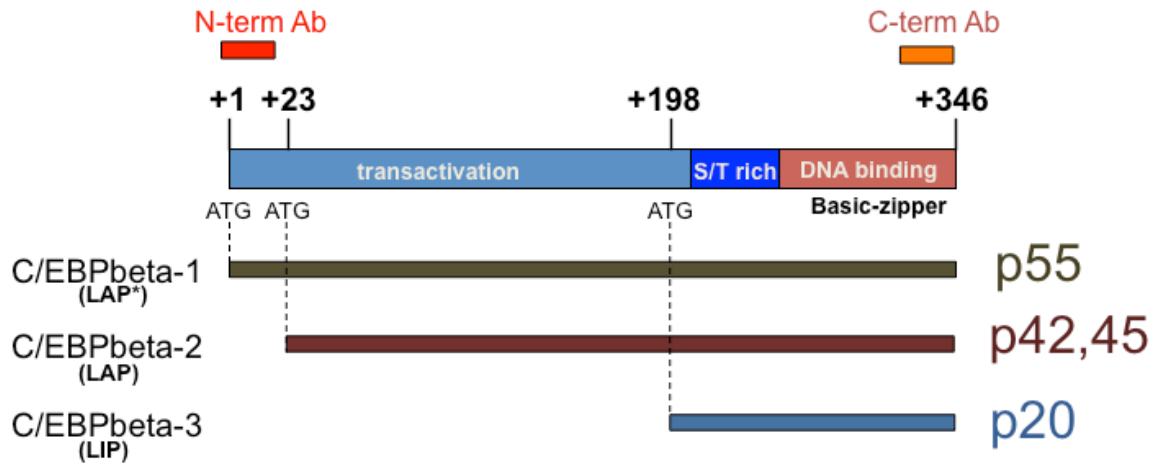 N-term Ab C-term Ab
+1 +23 +198 +346
transactivation S/T rich DNA binding
ATG ATG ATG Basic-zipper
C/EBPbeta-1 p55
(LAP*)
C/EBPbeta-2 p42,45
(LAP)
C/EBPbeta-3 p20
(LIP)